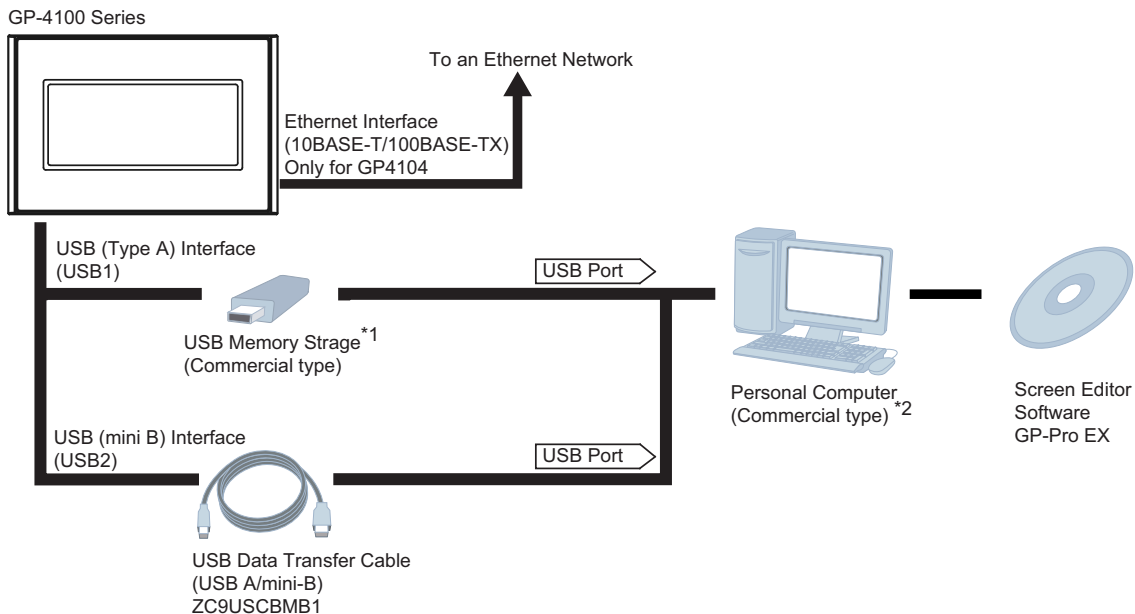 GP-4100 Series
To an Ethernet Network
Ethernet Interface
(10BASE-T/100BASE-TX)
Only for GP4104
USB (Type A) Interface
(USB1)
USB Port
USB Memory Strage*1
(Commercial type)
Personal Computer
(Commercial type) *2
Screen Editor
Software
GP-Pro EX
USB (mini B) Interface
(USB2)
USB Port
USB Data Transfer Cable
(USB A/mini-B)
ZC9USCBMB1